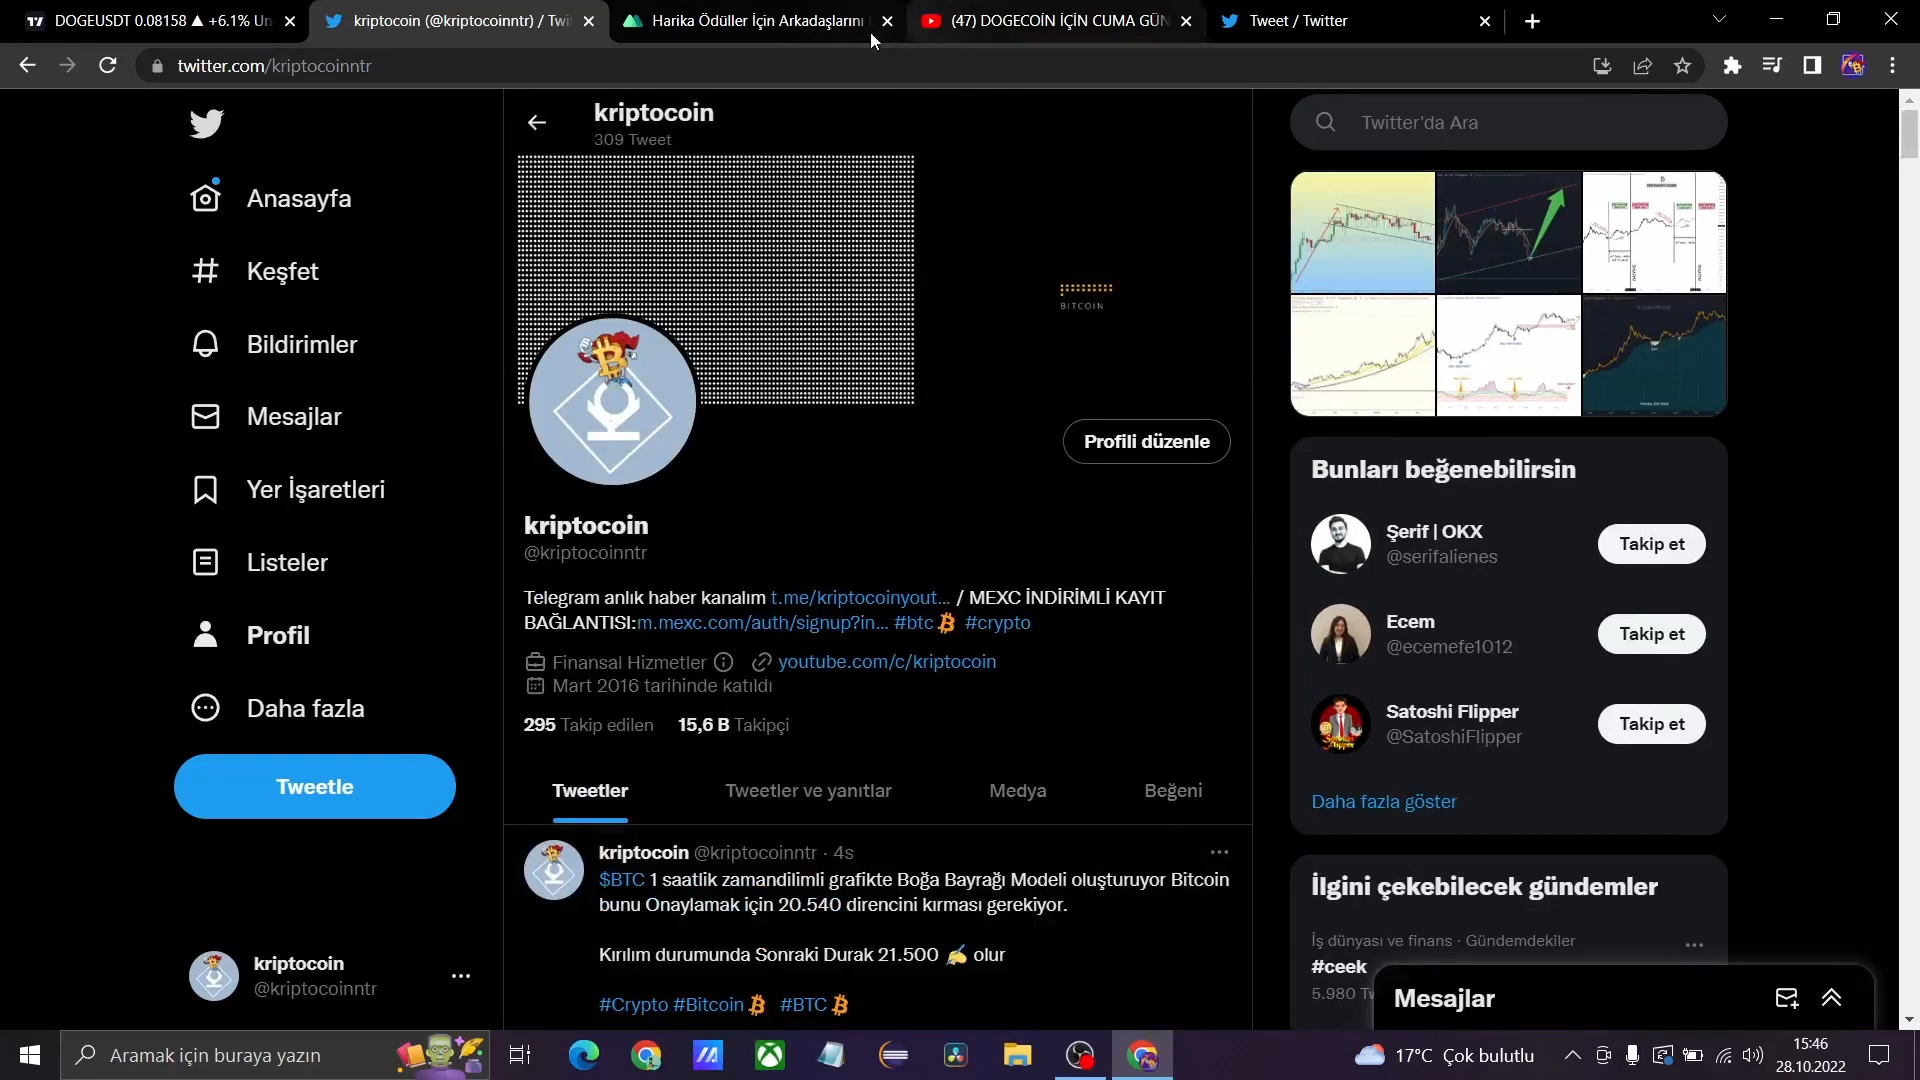 DOGEUSDT 0.08158 ▲ +6.1% Un
kriptocoin (@kriptocoinntr) / Twi
Harika Ödüller İçin Arkadaşlarını
(47) DOGECOİN İÇİN CUMA GÜN
Tweet / Twitter
twitter.com/kriptocoinntr
kriptocoin
309 Tweet
Twitter'da Ara
Anasayfa
Keşfet
Bildirimler
Mesajlar
Yer İşaretleri
Listeler
Profil
Daha fazla
Tweetle
kriptocoin
@kriptocoinntr
BITCOIN
Profili düzenle
kriptocoin
@kriptocoinntr
Telegram anlık haber kanalım t.me/kriptocoinyout... / MEXC İNDİRİMLİ KAYIT
BAĞLANTISI:m.mexc.com/auth/signup?in... #btc #crypto
Finansal Hizmetler youtube.com/c/kriptocoin
Mart 2016 tarihinde katıldı
295 Takip edilen 15,6 B Takipçi
Tweetler Tweetler ve yanıtlar Medya Beğeni
kriptocoin @kriptocoinntr · 4s
$BTC 1 saatlik zamandilimli grafikte Boğa Bayrağı Modeli oluşturuyor Bitcoin
bunu Onaylamak için 20.540 direncini kırması gerekiyor.
Kırılım durumunda Sonraki Durak 21.500 ✍️ olur
#Crypto #Bitcoin #BTC
Bunları beğenebilirsin
Şerif | OKX
@serifalienes
Takip et
Ecem
@ecemefe1012
Takip et
Satoshi Flipper
@SatoshiFlipper
Takip et
Daha fazla göster
İlgini çekebilecek gündemler
İş dünyası ve finans · Gündemdekiler
#ceek
5.980 Tw
Mesajlar
Aramak için buraya yazın
17°C Çok bulutlu
15:46
28.10.2022